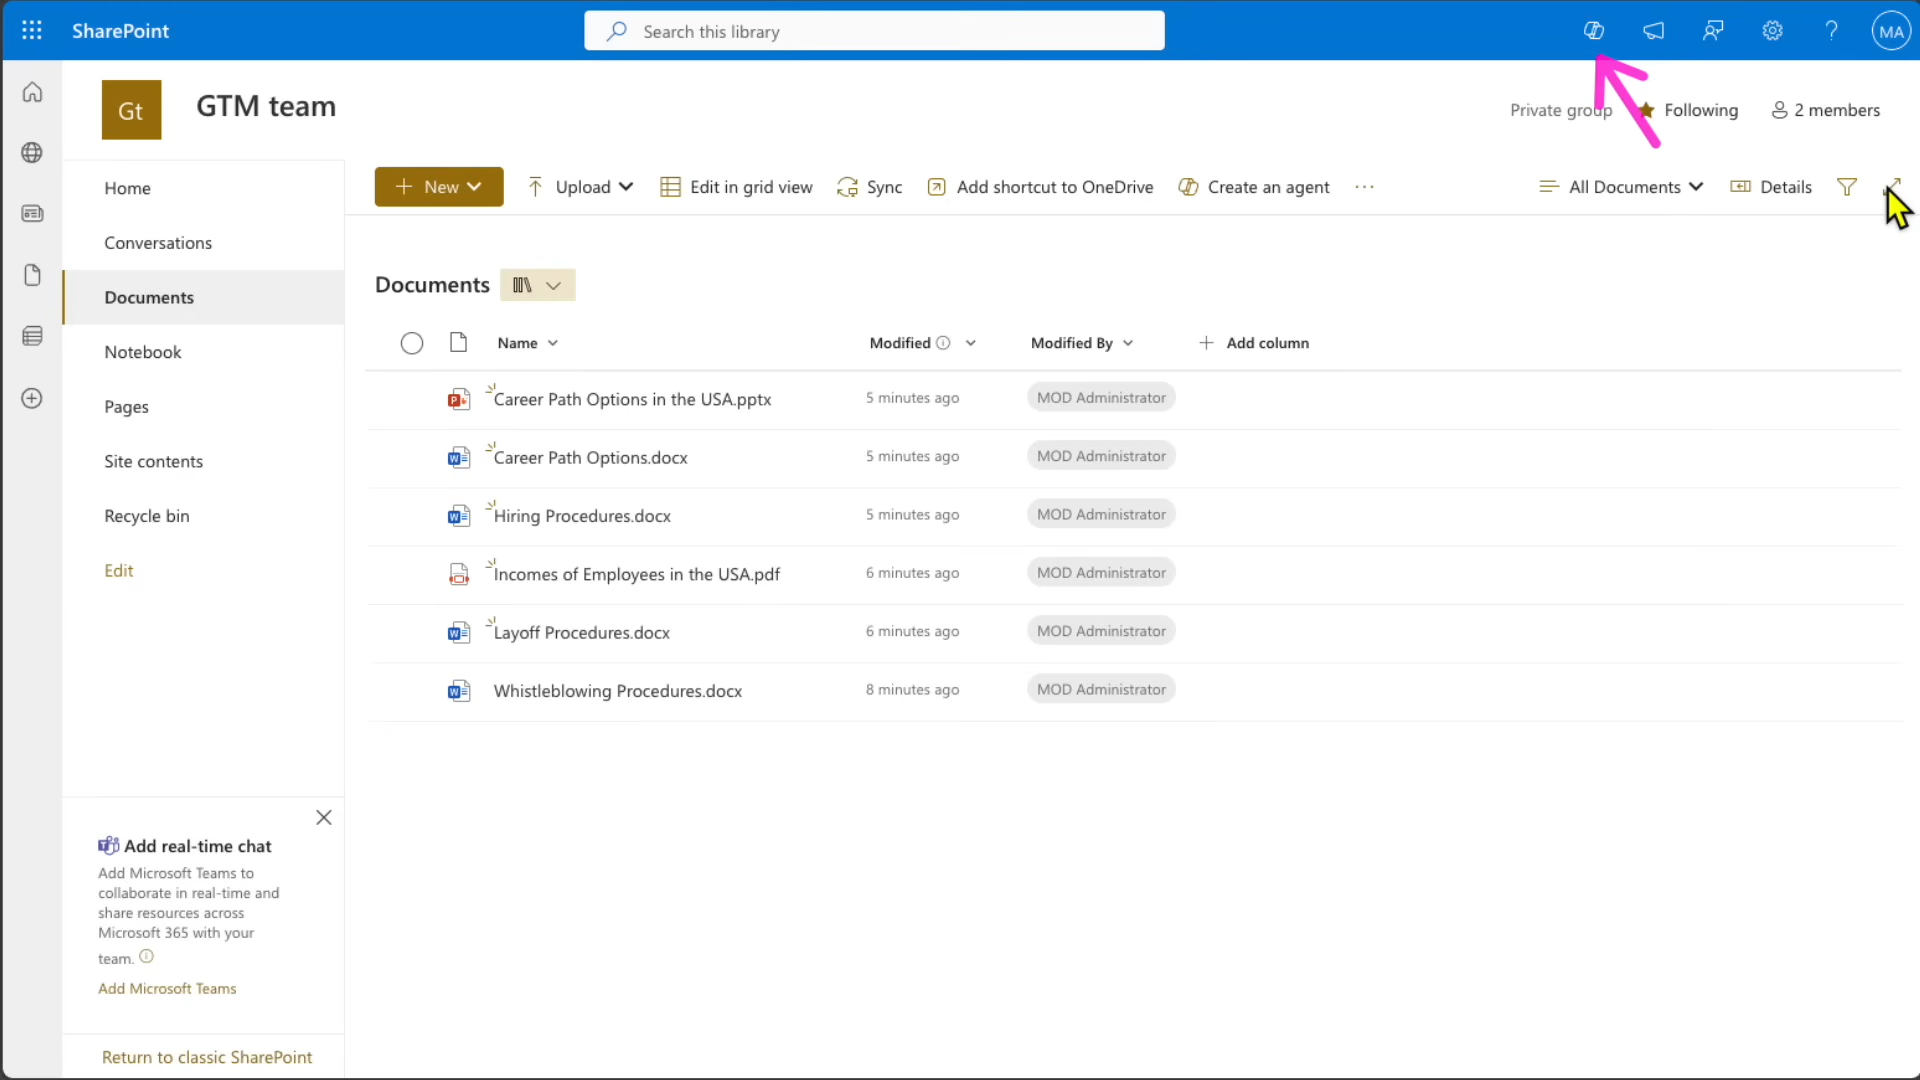 SharePoint
Search this library
MA
Gt
GTM team
Private group
Following
2 members
Home
Conversations
Documents
Notebook
Pages
Site contents
Recycle bin
Edit
New
Upload
Edit in grid view
Sync
Add shortcut to OneDrive
Create an agent
All Documents
Details
Documents
Name
Modified
Modified By
Add column
Career Path Options in the USA.pptx
5 minutes ago
MOD Administrator
Career Path Options.docx
5 minutes ago
MOD Administrator
Hiring Procedures.docx
5 minutes ago
MOD Administrator
Incomes of Employees in the USA.pdf
6 minutes ago
MOD Administrator
Layoff Procedures.docx
6 minutes ago
MOD Administrator
Whistleblowing Procedures.docx
8 minutes ago
MOD Administrator
Add real-time chat
Add Microsoft Teams to
collaborate in real-time and
share resources across
Microsoft 365 with your
team.
Add Microsoft Teams
Return to classic SharePoint